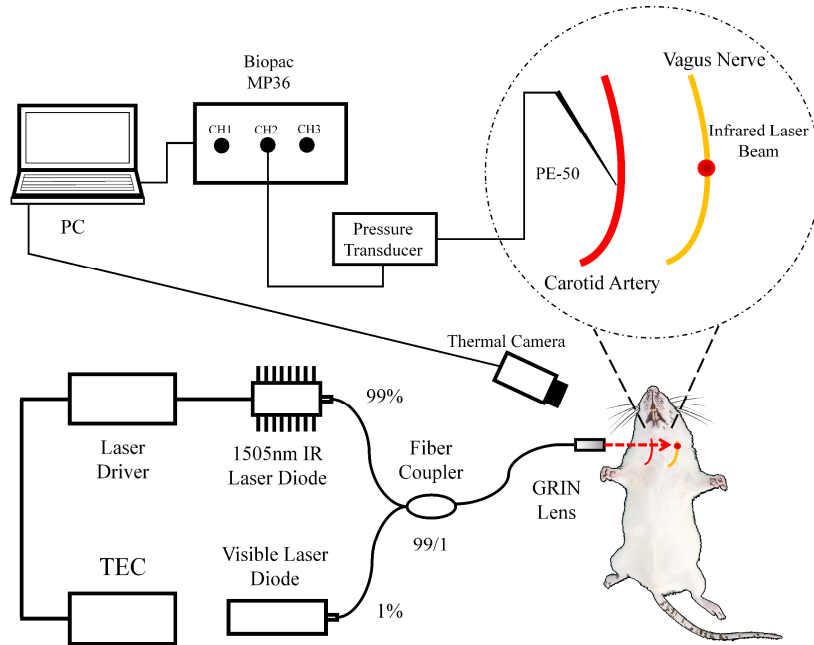 Biopac
MP36
CH1 CH2 CH3
PC
Pressure
Transducer
PE-50
Vagus Nerve
Infrared Laser
Beam
Carotid Artery
Thermal Camera
Laser
Driver
1505nm IR
Laser Diode
99%
Fiber
Coupler
99/1
GRIN
Lens
TEC
Visible Laser
Diode
1%